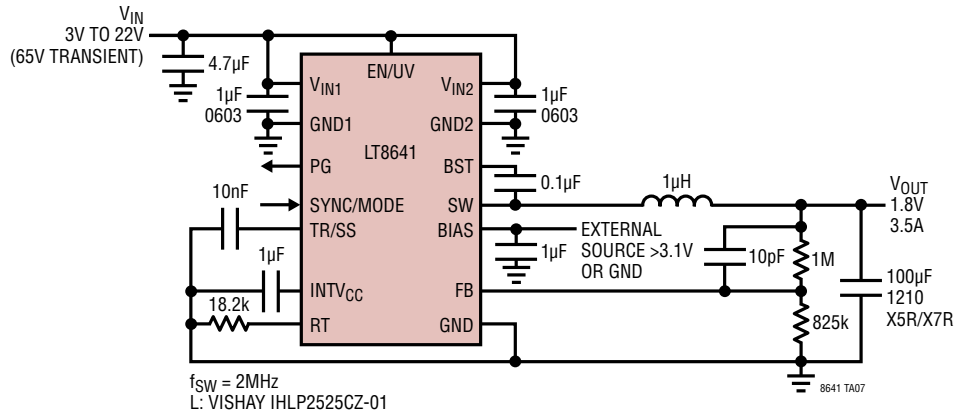 V_IN
3V TO 22V
(65V TRANSIENT)
4.7µF
1µF
0603
EN/UV
V_IN1
V_IN2
GND1
GND2
1µF
0603
LT8641
PG
BST
0.1µF
1µH
V_OUT
1.8V
3.5A
10nF
SYNC/MODE
SW
TR/SS
BIAS
EXTERNAL
SOURCE >3.1V
OR GND
1µF
1µF
10pF
1M
100µF
1210
X5R/X7R
INTV_CC
FB
18.2k
825k
RT
GND
f_SW = 2MHz
L: VISHAY IHLP2525CZ-01
8641 TA07